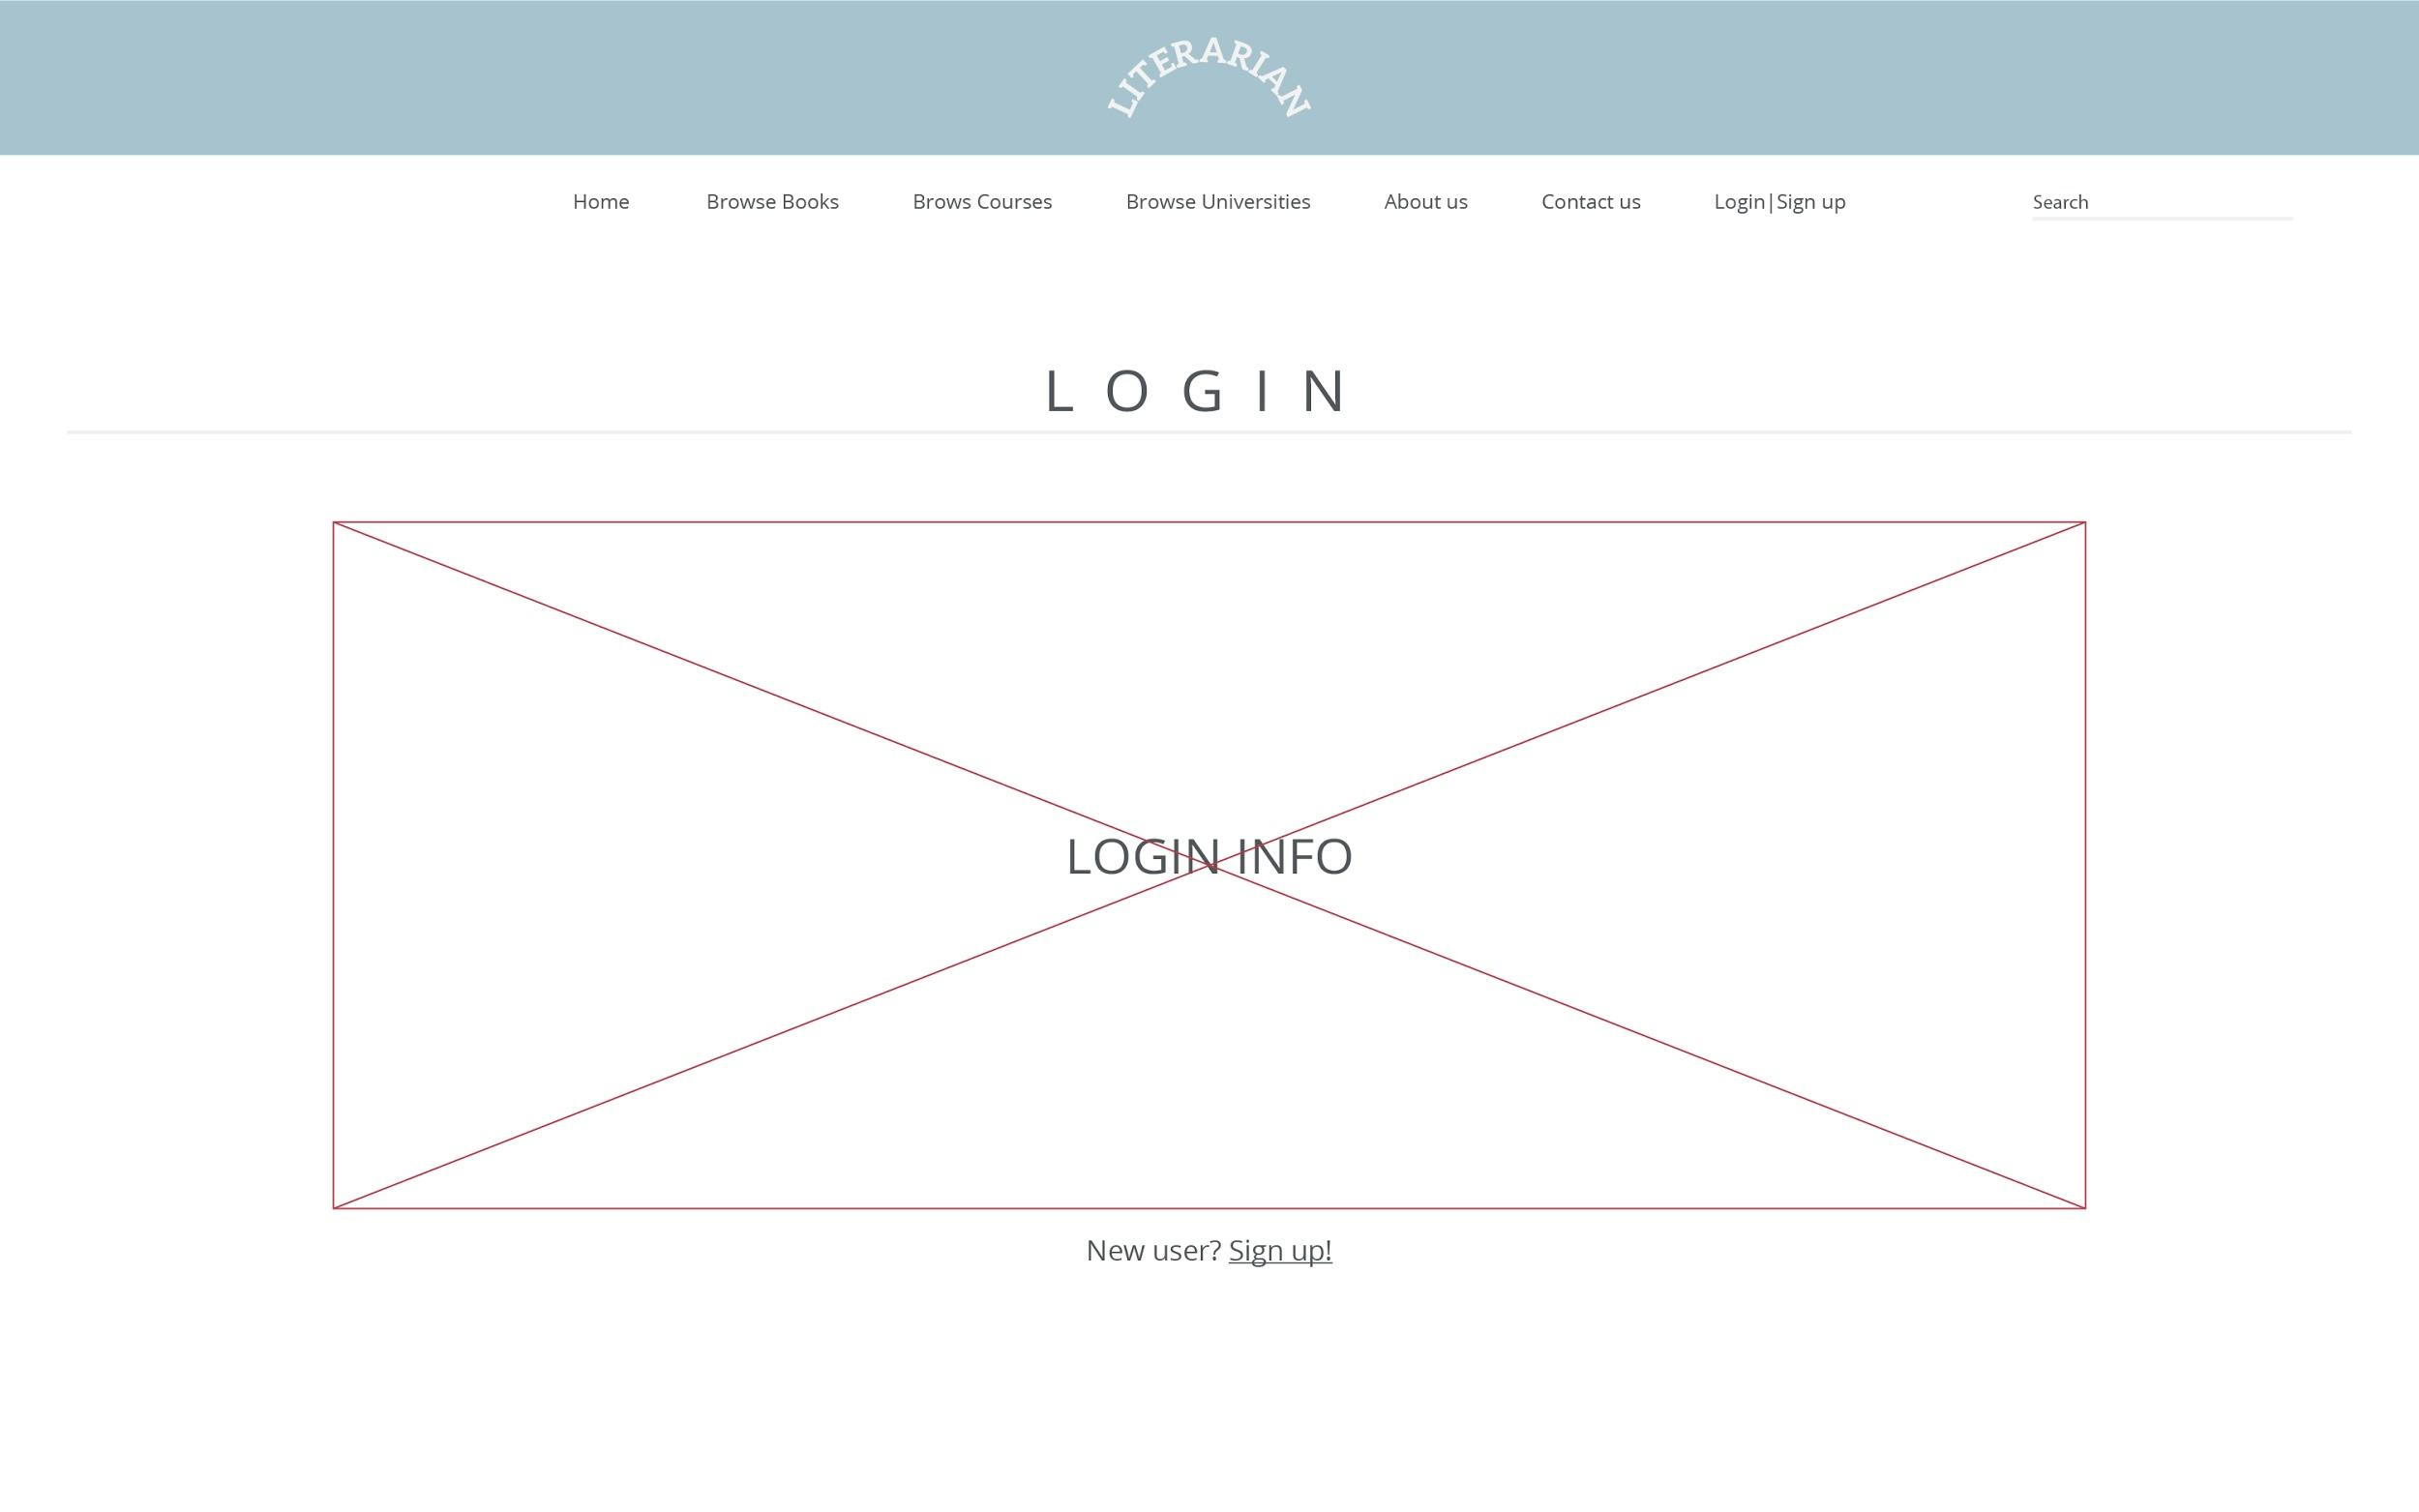 LITERARIAN
Home Browse Books Brows Courses Browse Universities About us Contact us Login|Sign up Search
LOGIN
LOGIN INFO
New user? Sign up!